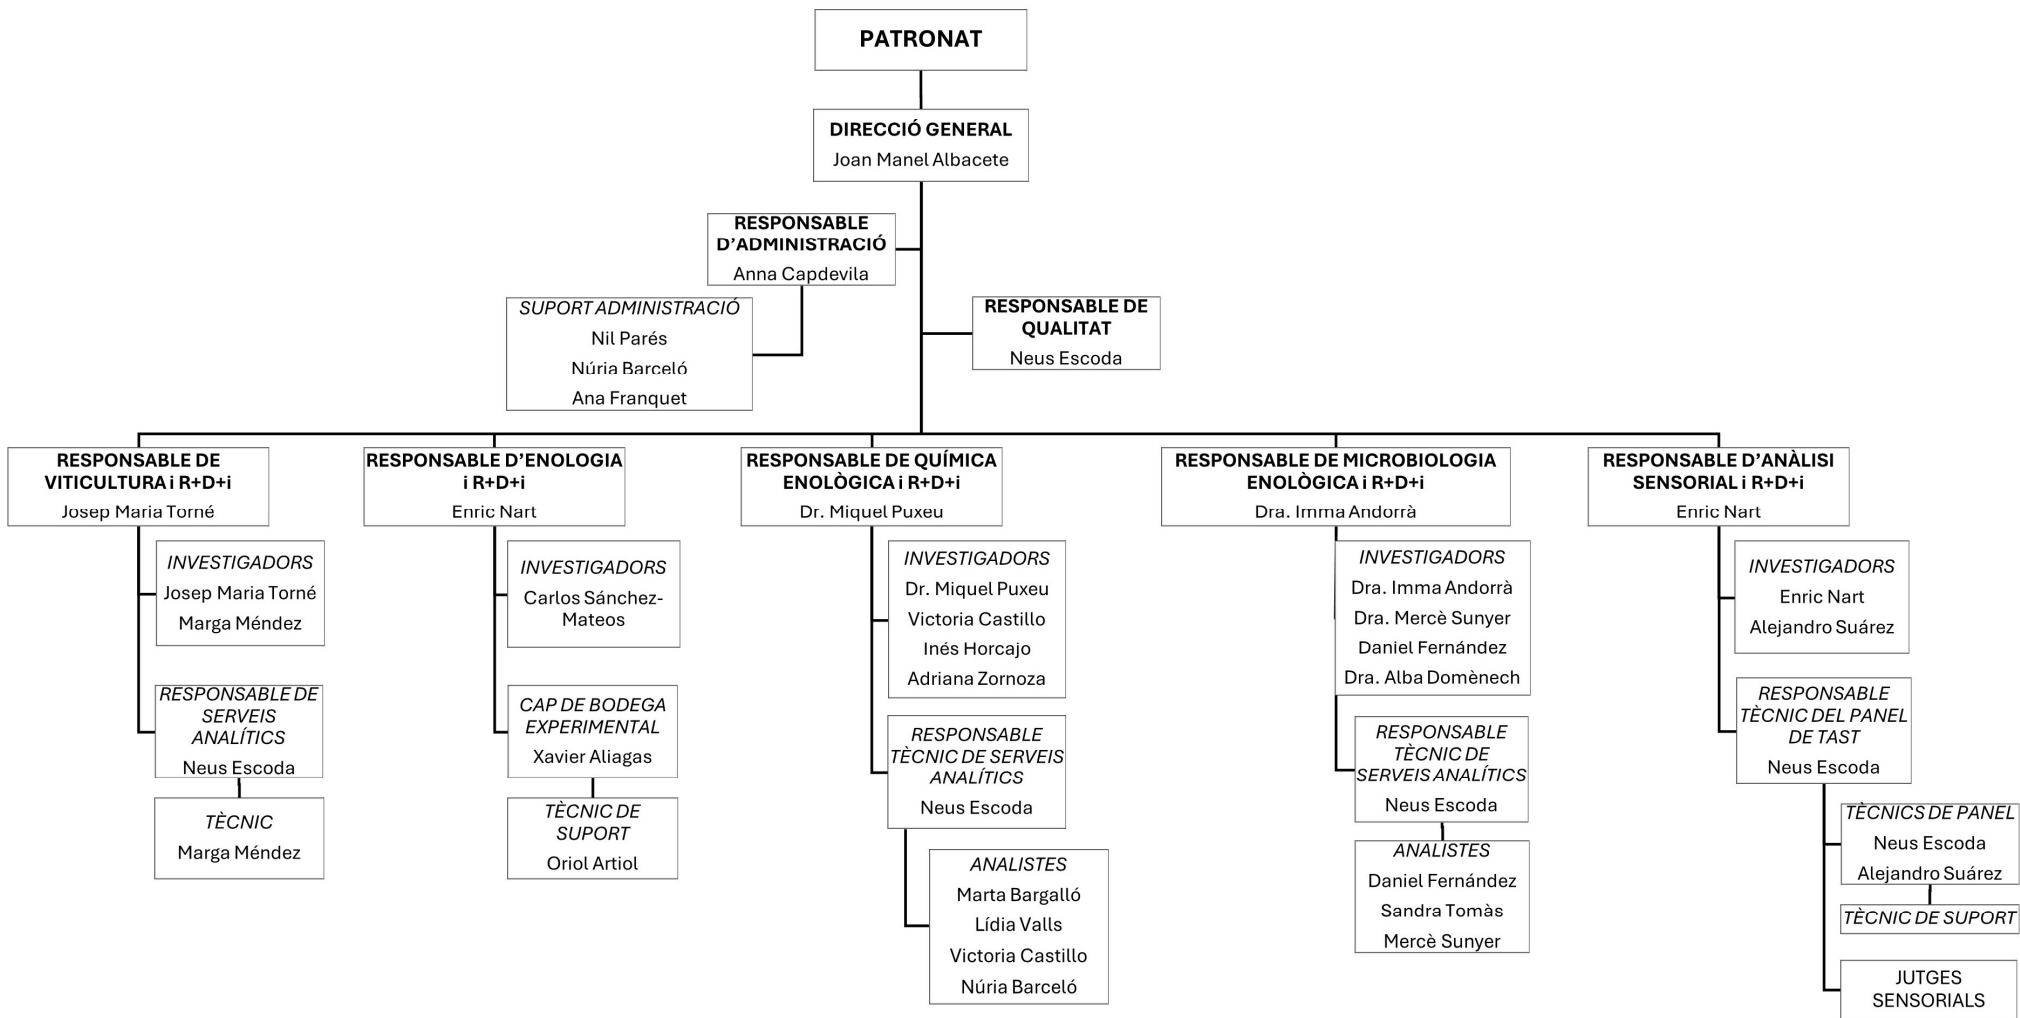 PATRONAT
DIRECCIÓ GENERAL
Joan Manel Albacete
RESPONSABLE
D’ADMINISTRACIÓ
Anna Capdevila
SUPORT ADMINISTRACIÓ
Nil Parés
Núria Barceló
Ana Franquet
RESPONSABLE DE
QUALITAT
Neus Escoda
RESPONSABLE DE
VITICULTURA i R+D+i
Josep Maria Torné
INVESTIGADORS
Josep Maria Torné
Marga Méndez
RESPONSABLE DE
SERVEIS
ANALÍTICS
Neus Escoda
TÈCNIC
Marga Méndez
RESPONSABLE D’ENOLOGIA
i R+D+i
Enric Nart
INVESTIGADORS
Carlos Sánchez-
Mateos
CAP DE BODEGA
EXPERIMENTAL
Xavier Aliagas
TÈCNIC DE
SUPORT
Oriol Artiol
RESPONSABLE DE QUÍMICA
ENOLÒGICA i R+D+i
Dr. Miquel Puxeu
INVESTIGADORS
Dr. Miquel Puxeu
Victoria Castillo
Inés Horcajo
Adriana Zornoza
RESPONSABLE
TÈCNIC DE SERVEIS
ANALÍTICS
Neus Escoda
ANALISTES
Marta Bargalló
Lídia Valls
Victoria Castillo
Núria Barceló
RESPONSABLE DE MICROBIOLOGIA
ENOLÒGICA i R+D+i
Dra. Imma Andorrà
INVESTIGADORS
Dra. Imma Andorrà
Dra. Mercè Sunyer
Daniel Fernández
Dra. Alba Domènech
RESPONSABLE
TÈCNIC DE
SERVEIS ANALÍTICS
Neus Escoda
ANALISTES
Daniel Fernández
Sandra Tomàs
Mercè Sunyer
RESPONSABLE D’ANÀLISI
SENSORIAL i R+D+i
Enric Nart
INVESTIGADORS
Enric Nart
Alejandro Suárez
RESPONSABLE
TÈCNIC DEL PANEL
DE TAST
Neus Escoda
TÈCNICS DE PANEL
Neus Escoda
Alejandro Suárez
TÈCNIC DE SUPORT
JUTGES
SENSORIALS